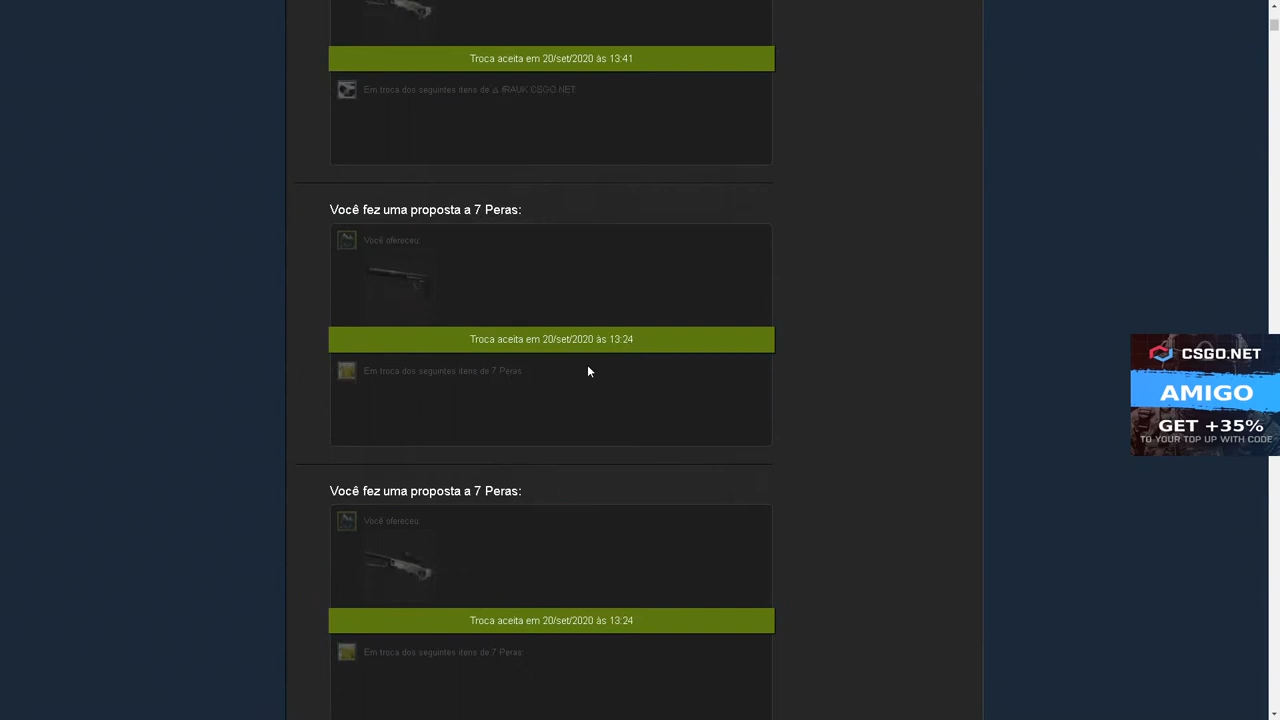 Troca aceita em 20/set/2020 às 13:41
Em troca dos seguintes itens de CSGO.NET
Você fez uma proposta a 7 Peras:
Você ofereceu:
Troca aceita em 20/set/2020 às 13:24
Em troca dos seguintes itens de 7 Peras
Você fez uma proposta a 7 Peras:
Você ofereceu:
Troca aceita em 20/set/2020 às 13:24
Em troca dos seguintes itens de 7 Peras:
CSGO.NET
AMIGO
GET +35%
TO YOUR TOP UP WITH CODE